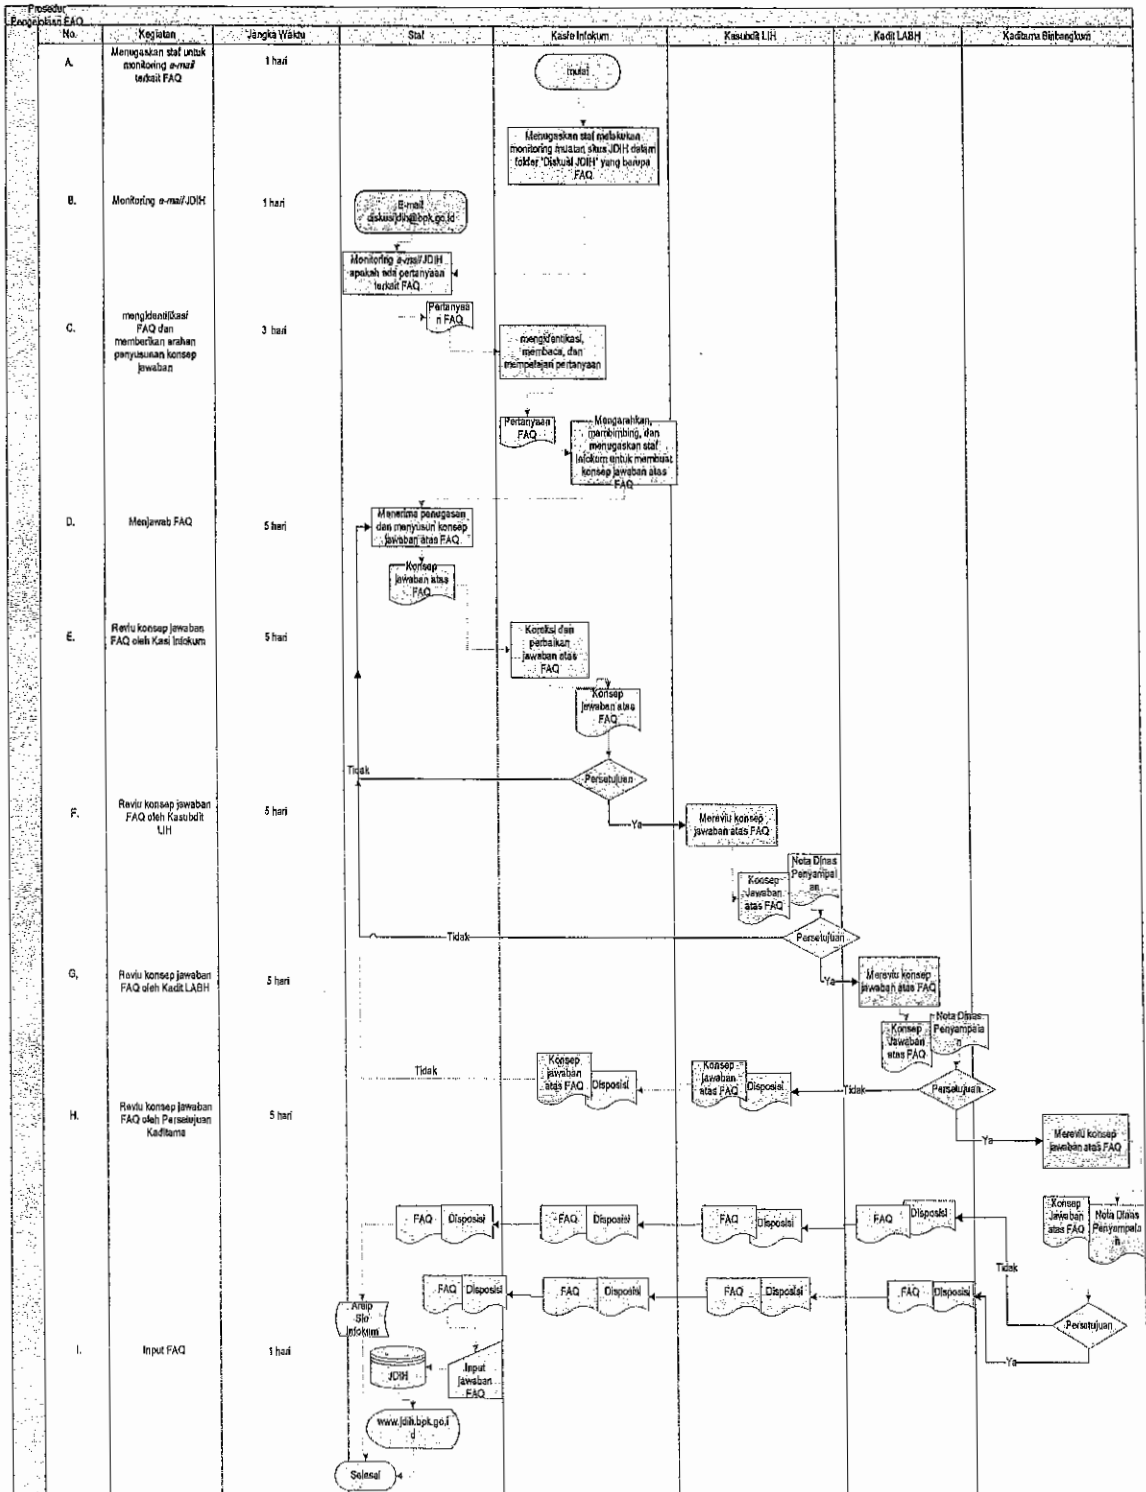 Prosedur
Pengelolaan FAQ
No.
Kegiatan
Jangka Waktu
Staf
Kasie Infokum
Kasubdit LIH
Kadit LABH
Kaditama Binbangkum
A.
Menugaskan staf untuk
monitoring e-mail
terkait FAQ
1 hari
mulai
Menugaskan staf melakukan
monitoring muatan situs JDIH dalam
folder "Diskusi JDIH" yang berupa
FAQ
B.
Monitoring e-mail JDIH
1 hari
E-mail
diskusijdih@bpk.go.id
Monitoring e-mail JDIH
apakah ada pertanyaan
terkait FAQ
Pertanyaa
n FAQ
C.
mengidentifikasi
FAQ dan
memberikan arahan
penyusunan konsep
jawaban
3 hari
mengidentikasi,
membaca, dan
mempelajari pertanyaan
Pertanyaan
FAQ
Mengarahkan,
membimbing, dan
menugaskan staf
Infokum untuk membuat
konsep jawaban atas
FAQ
D.
Menjawab FAQ
5 hari
Menerima penugasan
dan menyusun konsep
jawaban atas FAQ
Konsep
jawaban atas
FAQ
E.
Reviu konsep jawaban
FAQ oleh Kasi Infokum
5 hari
Koreksi dan
perbaikan
jawaban atas
FAQ
Konsep
jawaban atas
FAQ
Tidak
Persetujuan
F.
Reviu konsep jawaban
FAQ oleh Kasubdit
LIH
5 hari
Ya
Mereviu konsep
jawaban atas FAQ
Konsep
Jawaban
atas FAQ
Nota Dinas
Penyampai
an
Tidak
Persetujuan
G,
Reviu konsep jawaban
FAQ oleh Kadit LABH
5 hari
Ya
Mereviu konsep
jawaban atas FAQ
Konsep
Jawaban
atas FAQ
Nota Dinas
Penyampaia
n
Tidak
Konsep
jawaban
atas FAQ
Disposisi
Konsep
jawaban
atas FAQ
Disposisi
Tidak
Persetujuan
H.
Reviu konsep jawaban
FAQ oleh Persetujuan
Kaditama
5 hari
Ya
Mereviu konsep
jawaban atas FAQ
FAQ
Disposisi
FAQ
Disposisi
FAQ
Disposisi
FAQ
Disposisi
Konsep
Jawaban
atas FAQ
Nota Dinas
Penyampaia
n
Tidak
FAQ
Disposisi
FAQ
Disposisi
FAQ
Disposisi
FAQ
Disposisi
Persetujuan
Ya
Arsip
Sie
Infokum
I.
Input FAQ
1 hari
JDIH
Input
jawaban
FAQ
www.jdih.bpk.go.i
d
Selesai